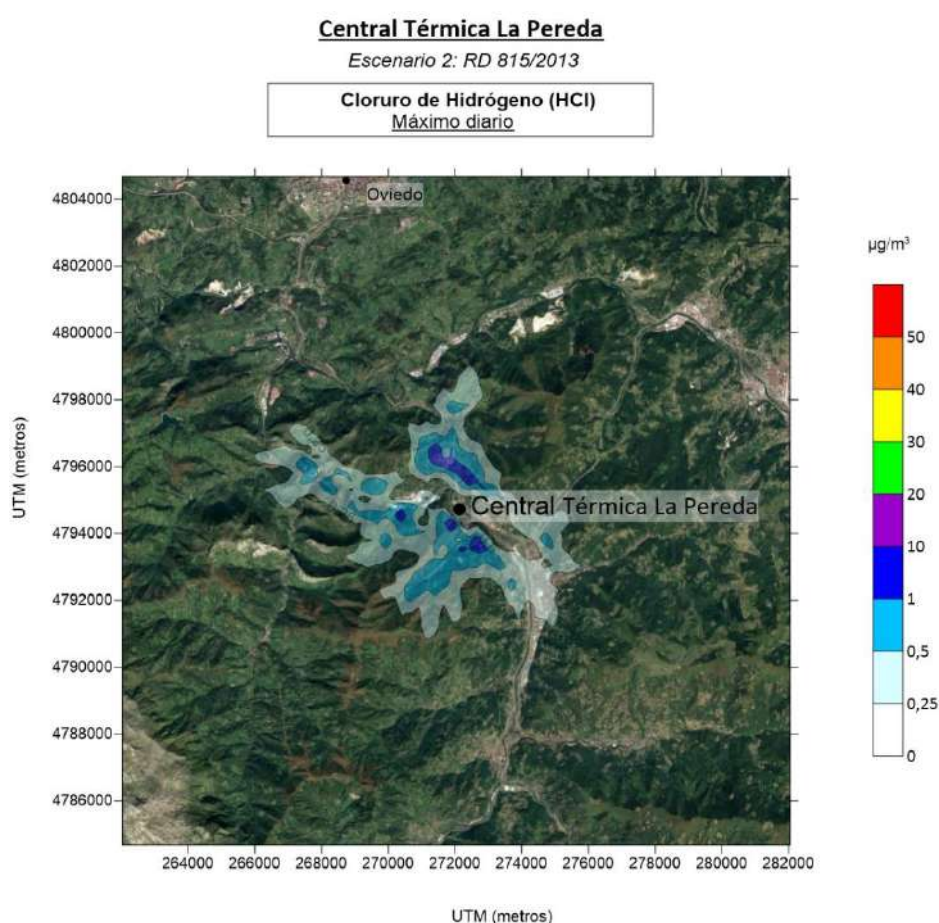 Central Térmica La Pereda
Escenario 2: RD 815/2013
Cloruro de Hidrógeno (HCl)
Máximo diario
4804000
4802000
4800000
4798000
4796000
4794000
4792000
4790000
4788000
4786000
UTM (metros)
Oviedo
Central Térmica La Pereda
µg/m³
50
40
30
20
10
1
0,5
0,25
0
264000 266000 268000 270000 272000 274000 276000 278000 280000 282000
UTM (metros)